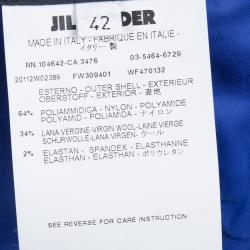 JIL SANDER
42
MADE IN ITALY - FABRIQUE EN ITALIE -
イタリー 製
RN.104642-CA.3476 03-5464-6729
20112W02389 FW309401 WF470132
ESTERNO - OUTER SHELL - EXTERIEUR
OBERSTOFF - EXTERIOR - 表地
64% POLIAMMIDICA - NYLON - POLYAMIDE
POLYAMID - POLIAMIDA - ナイロン
34% LANA VERGINE-VIRGIN WOOL-LAINE VIERGE
SCHURWOLLE-LANA VIRGEN- ウール
2% ELASTAN - SPANDEX - ELASTHANNE
ELASTHAN - ELASTHAN - ポリウレタン
SEE REVERSE FOR CARE INSTRUCTION